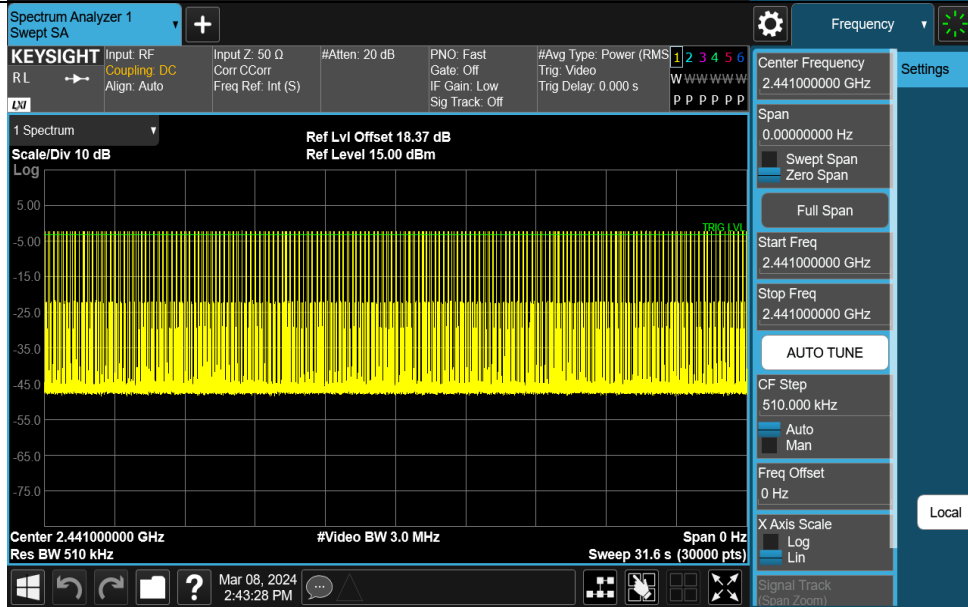 Spectrum Analyzer 1
Swept SA
+
Frequency
KEYSIGHT
RL
LXI
Input: RF
Coupling: DC
Align: Auto
Input Z: 50 Ω
Corr CCorr
Freq Ref: Int (S)
#Atten: 20 dB
PNO: Fast
Gate: Off
IF Gain: Low
Sig Track: Off
#Avg Type: Power (RMS
Trig: Video
Trig Delay: 0.000 s
1 2 3 4 5 6
W W W W W W
P P P P P P
1 Spectrum
Scale/Div 10 dB
Log
Ref Lvl Offset 18.37 dB
Ref Level 15.00 dBm
TRIG LVL
5.00
-5.00
-15.0
-25.0
-35.0
-45.0
-55.0
-65.0
-75.0
Center 2.441000000 GHz
Res BW 510 kHz
#Video BW 3.0 MHz
Span 0 Hz
Sweep 31.6 s (30000 pts)
?
Mar 08, 2024
2:43:28 PM
Center Frequency
2.441000000 GHz
Span
0.00000000 Hz
Swept Span
Zero Span
Full Span
Start Freq
2.441000000 GHz
Stop Freq
2.441000000 GHz
AUTO TUNE
CF Step
510.000 kHz
Auto
Man
Freq Offset
0 Hz
X Axis Scale
Log
Lin
Signal Track
(Span Zoom)
Settings
Local